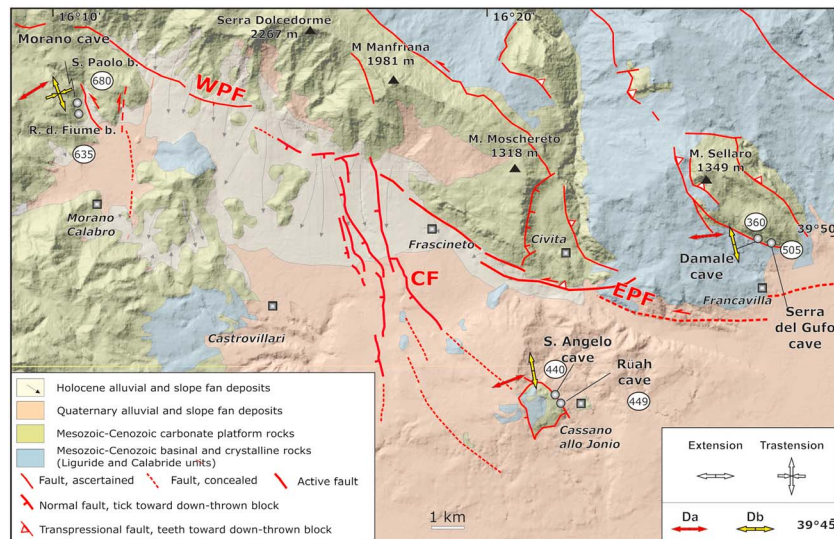 16°10'
16°20'
Morano cave
Serra Dolcedorme
2267 m
M Manfriana
1981 m
S. Paolo b.
680
WPF
R. d. Fiume b.
635
M. Moschereto
1318 m
M. Sellaro
1349 m
Morano
Calabro
Frascineto
Civita
360
505
39°50
Damale
cave
CF
EPF
Francavilla
Serra
del Gufo
cave
Castrovillari
S. Angelo
cave
Ruah
cave
440
449
Cassano
allo Jonio
Holocene alluvial and slope fan deposits
Quaternary alluvial and slope fan deposits
Mesozoic-Cenozoic carbonate platform rocks
Mesozoic-Cenozoic basinal and crystalline rocks
(Liguride and Calabride units)
Fault, ascertained
Fault, concealed
Active fault
Normal fault, tick toward down-thrown block
Transpressional fault, teeth toward down-thrown block
1 km
Extension
Trastension
Da
Db
39°45